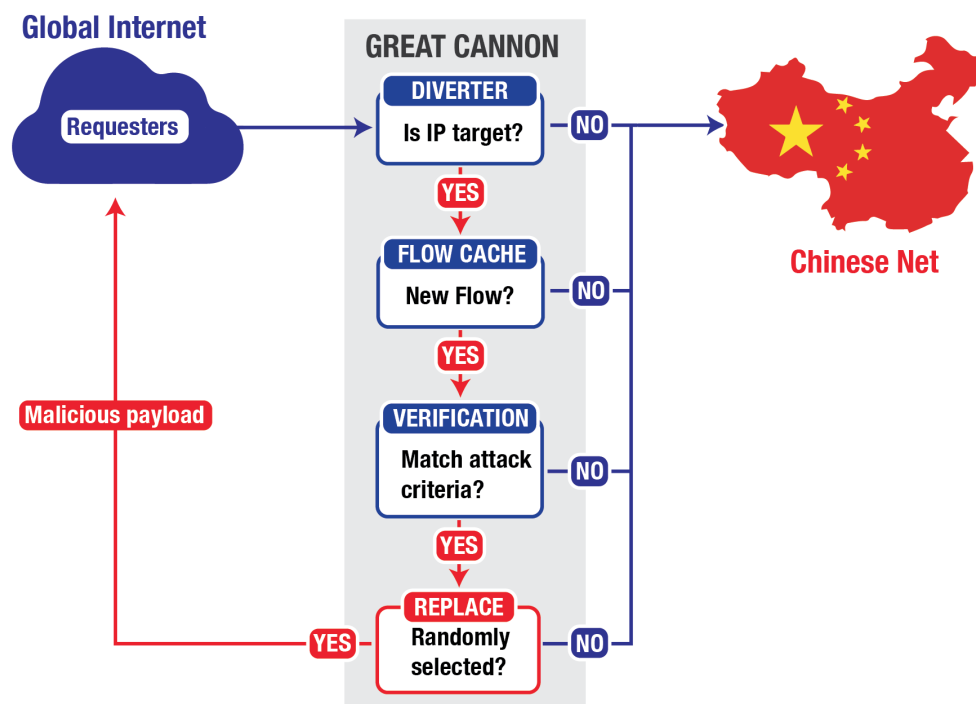 Global Internet
Requesters
GREAT CANNON
DIVERTER
Is IP target?
NO
YES
FLOW CACHE
New Flow?
NO
YES
VERIFICATION
Match attack
criteria?
NO
YES
REPLACE
Randomly
selected?
NO
YES
Malicious payload
Chinese Net